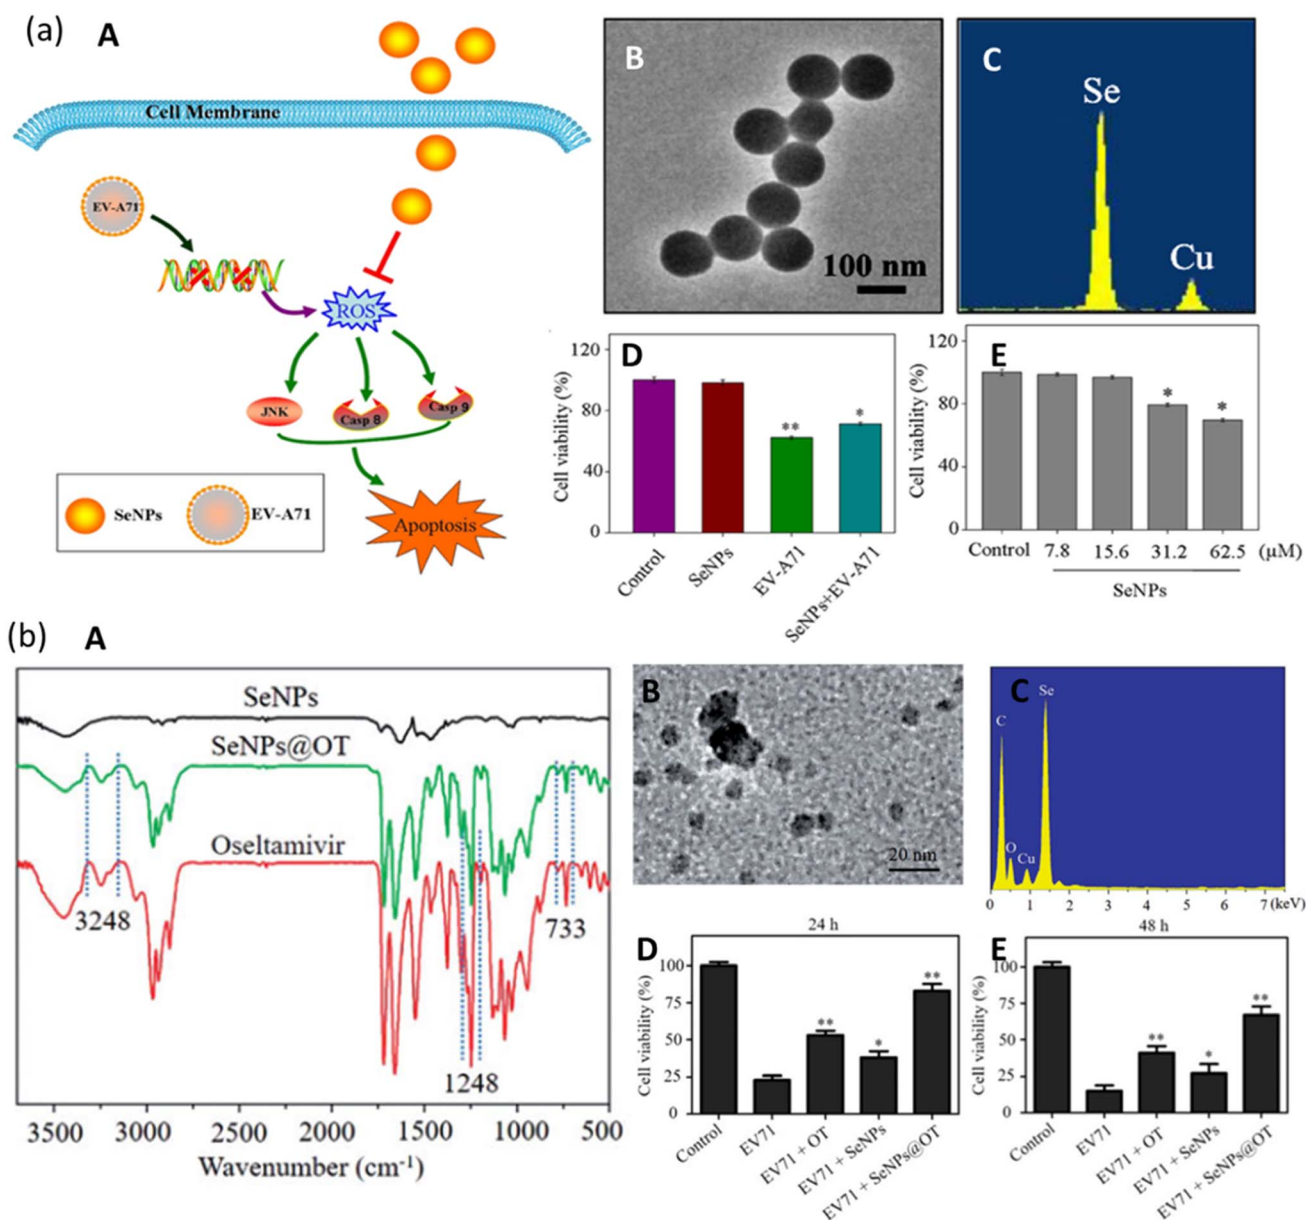 (a) A
Cell Membrane
EV-A71
ROS
JNK
Casp 8
Casp 9
SeNPs
EV-A71
Apoptosis
B
100 nm
C
Se
Cu
D
120
80
40
0
Cell viability (%)
**
*
Control
SeNPs
EV-A71
SeNPs+EV-A71
E
120
80
40
0
Cell viability (%)
*
*
Control 7.8 15.6 31.2 62.5 (µM)
SeNPs
(b) A
SeNPs
SeNPs@OT
Oseltamivir
3248
733
1248
3500 3000 2500 2000 1500 1000 500
Wavenumber (cm-1)
B
20 nm
C
Se
C
O
Cu
0 1 2 3 4 5 6 7 (keV)
24 h
D
100
75
50
25
0
Cell viability (%)
**
*
**
Control
EV71
EV71 + OT
EV71 + SeNPs
EV71 + SeNPs@OT
48 h
E
100
75
50
25
0
Cell viability (%)
**
*
**
Control
EV71
EV71 + OT
EV71 + SeNPs
EV71 + SeNPs@OT